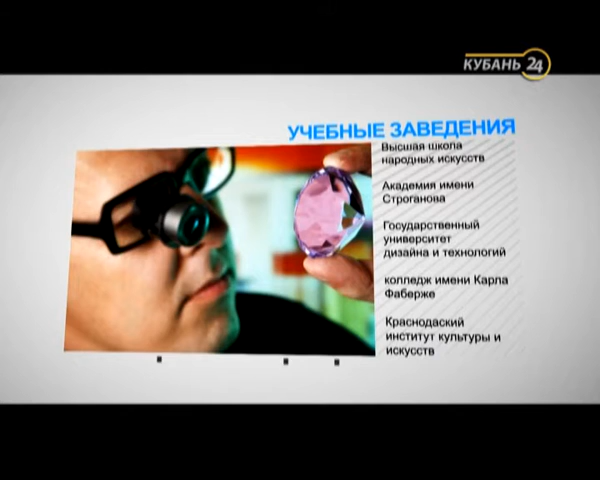 КУБАНЬ 24
УЧЕБНЫЕ ЗАВЕДЕНИЯ
Высшая школа
народных искусств
Академия имени
Строганова
Государственный
университет
дизайна и технологий
колледж имени Карла
Фаберже
Краснодаский
институт культуры и
искусств